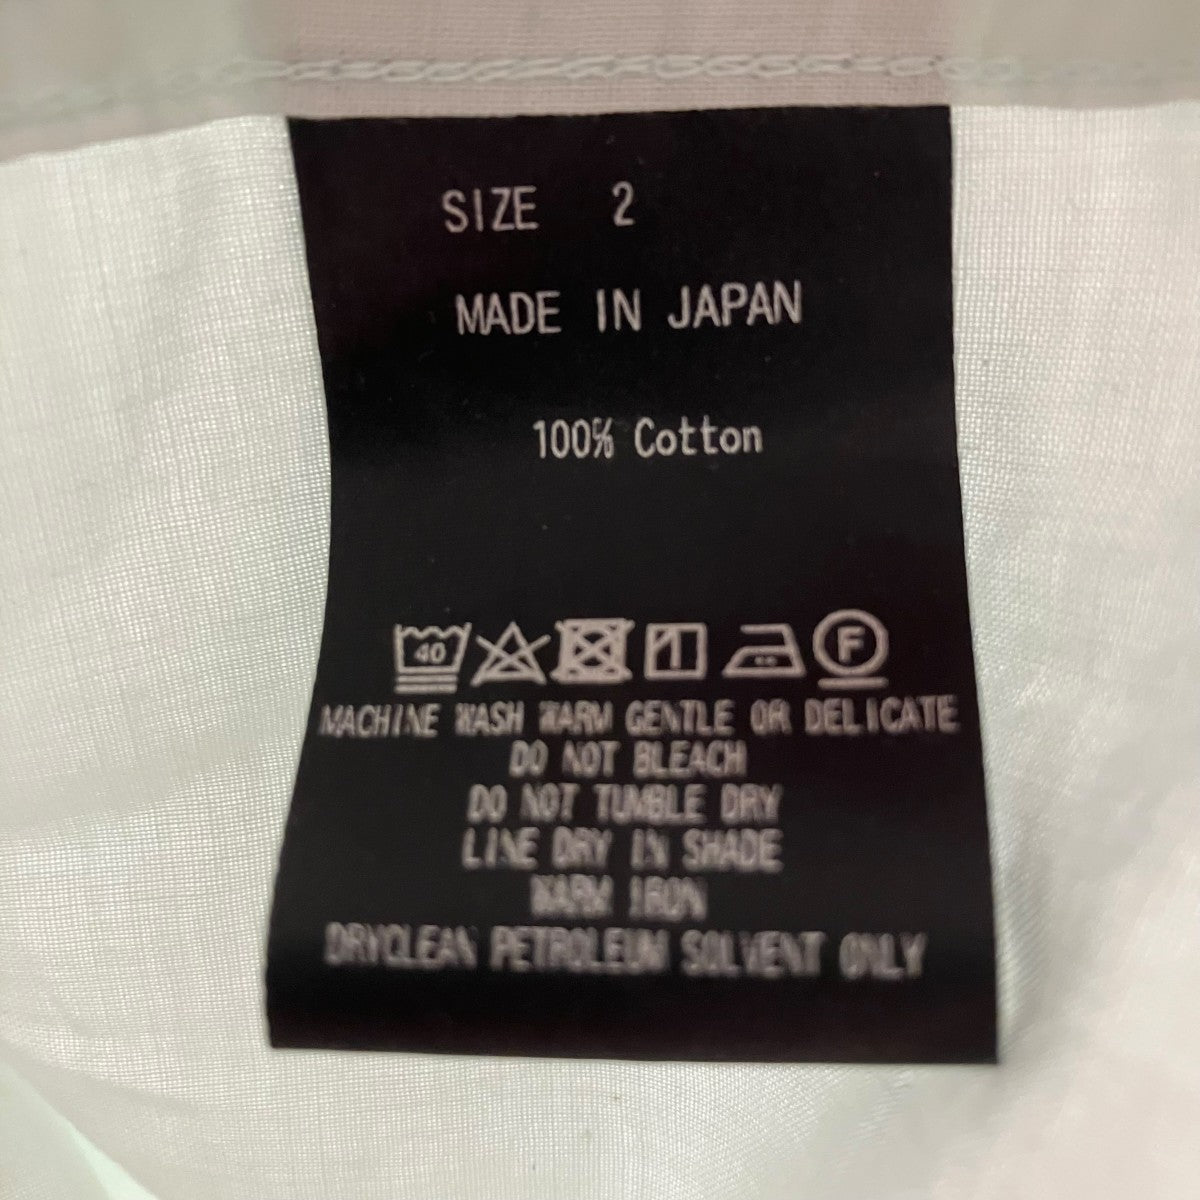 SIZE 2
MADE IN JAPAN
100% Cotton
40 F
MACHINE WASH WARM GENTLE OR DELICATE
DO NOT BLEACH
DO NOT TUMBLE DRY
LINE DRY IN SHADE
WARM IRON
DRYCLEAN PETROLEUM SOLVENT ONLY